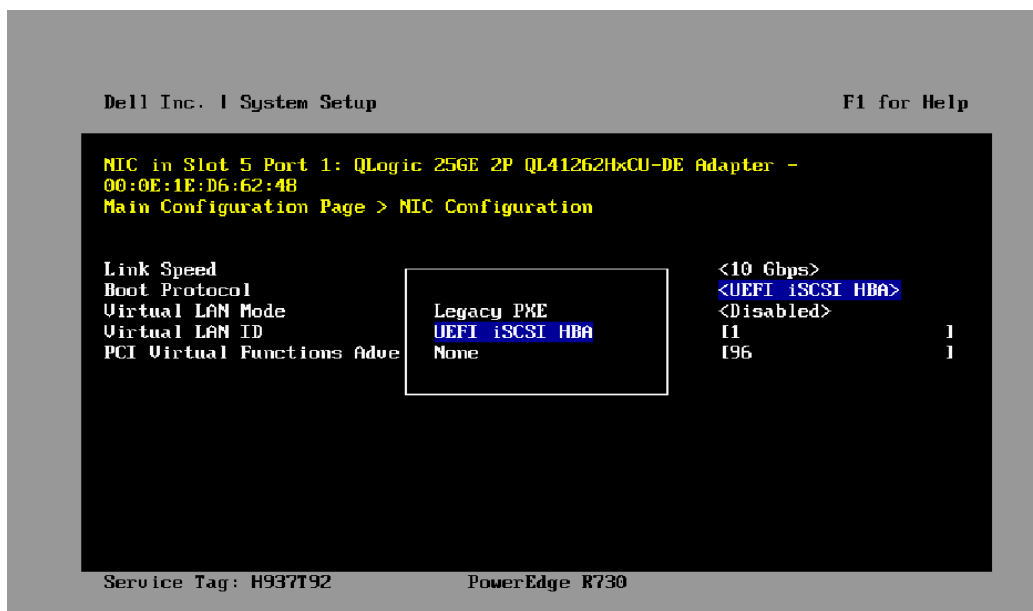 Dell Inc. | System Setup F1 for Help
NIC in Slot 5 Port 1: QLogic 25GE 2P QL41262HxCU-DE Adapter -
00:0E:1E:D6:62:48
Main Configuration Page > NIC Configuration
Link Speed <10 Gbps>
Boot Protocol <UEFI iSCSI HBA>
Virtual LAN Mode Legacy PXE <Disabled>
Virtual LAN ID UEFI iSCSI HBA [1 ]
PCI Virtual Functions Adve None [96 ]
Service Tag: H937T92 PowerEdge R730